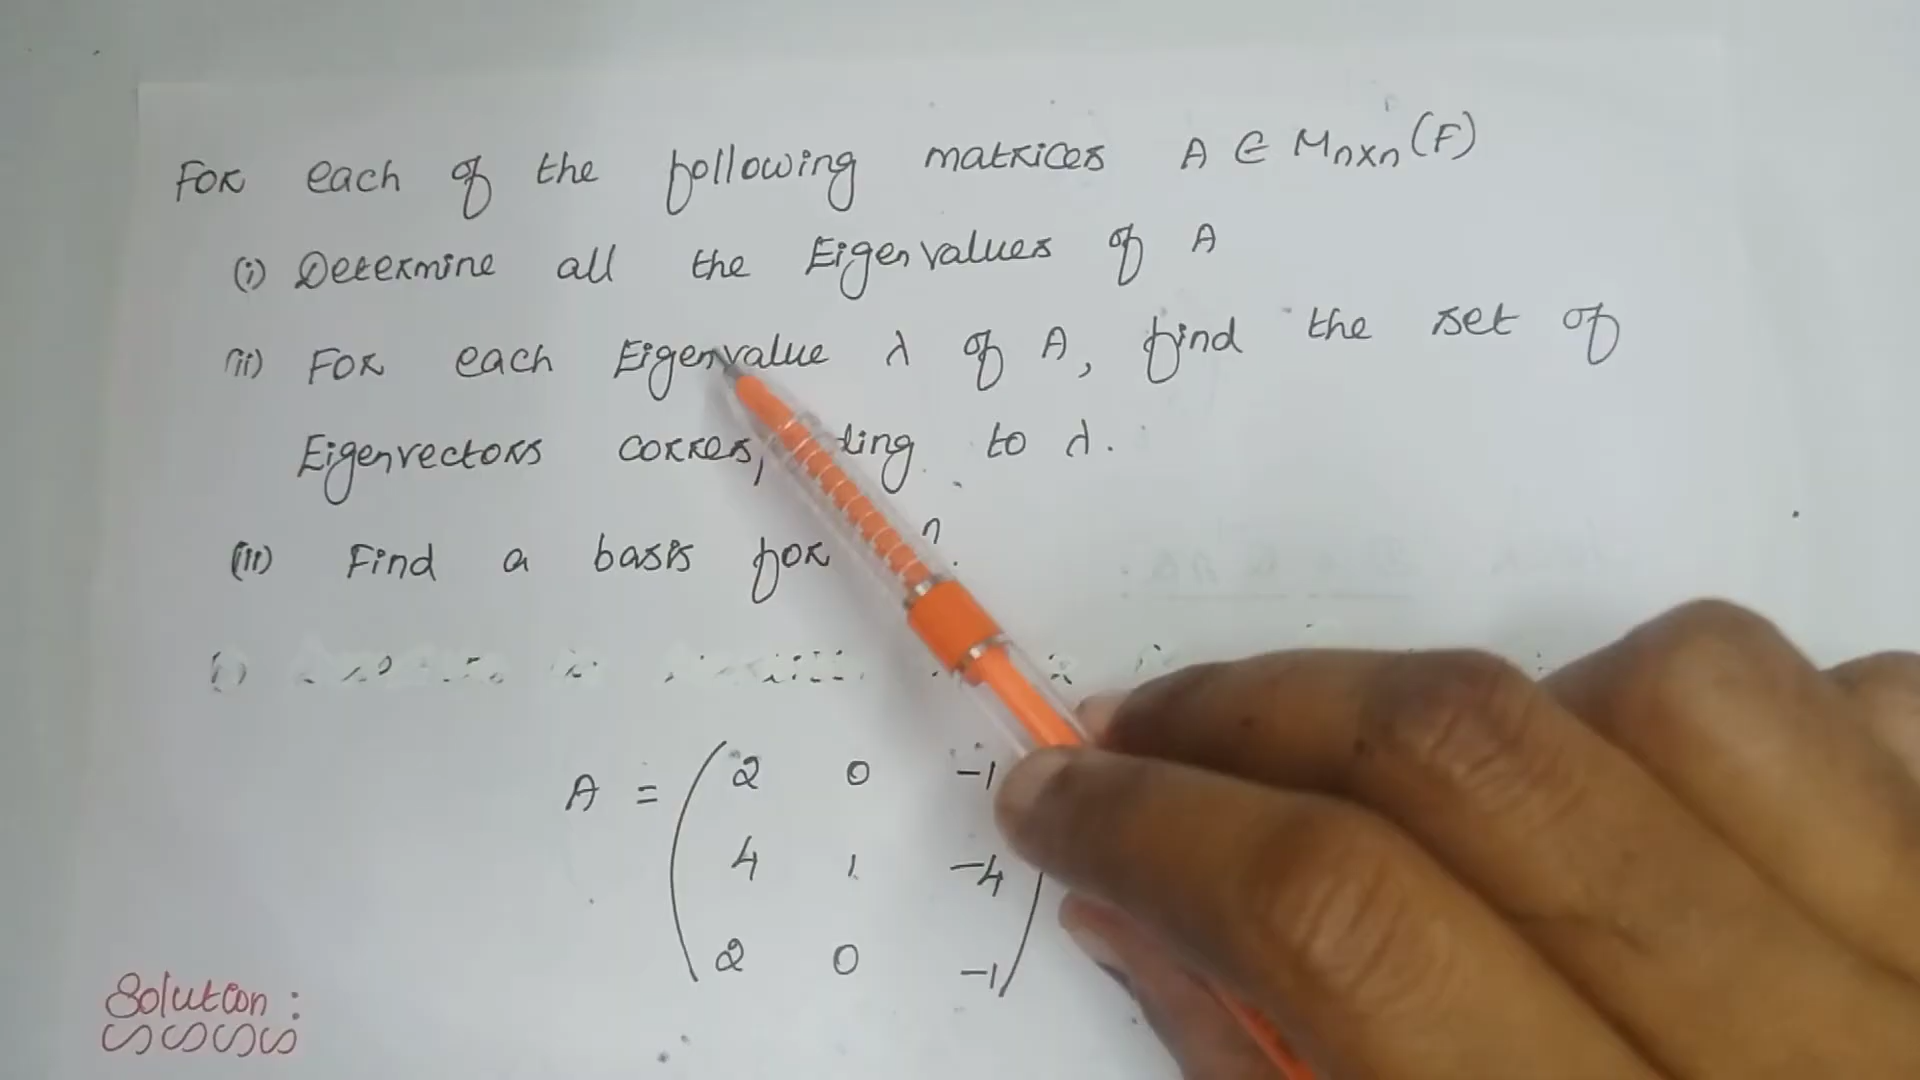 For each of the following matrices A ∈ Mnxn (F)
(i) Determine all the Eigenvalues of A
(ii) For each Eigenvalue λ of A, find the set of
Eigenvectors to λ.
(iii) Find a basis for
A = ( 2 0 -1
4 1 -4
2 0 -1 )
Solution :